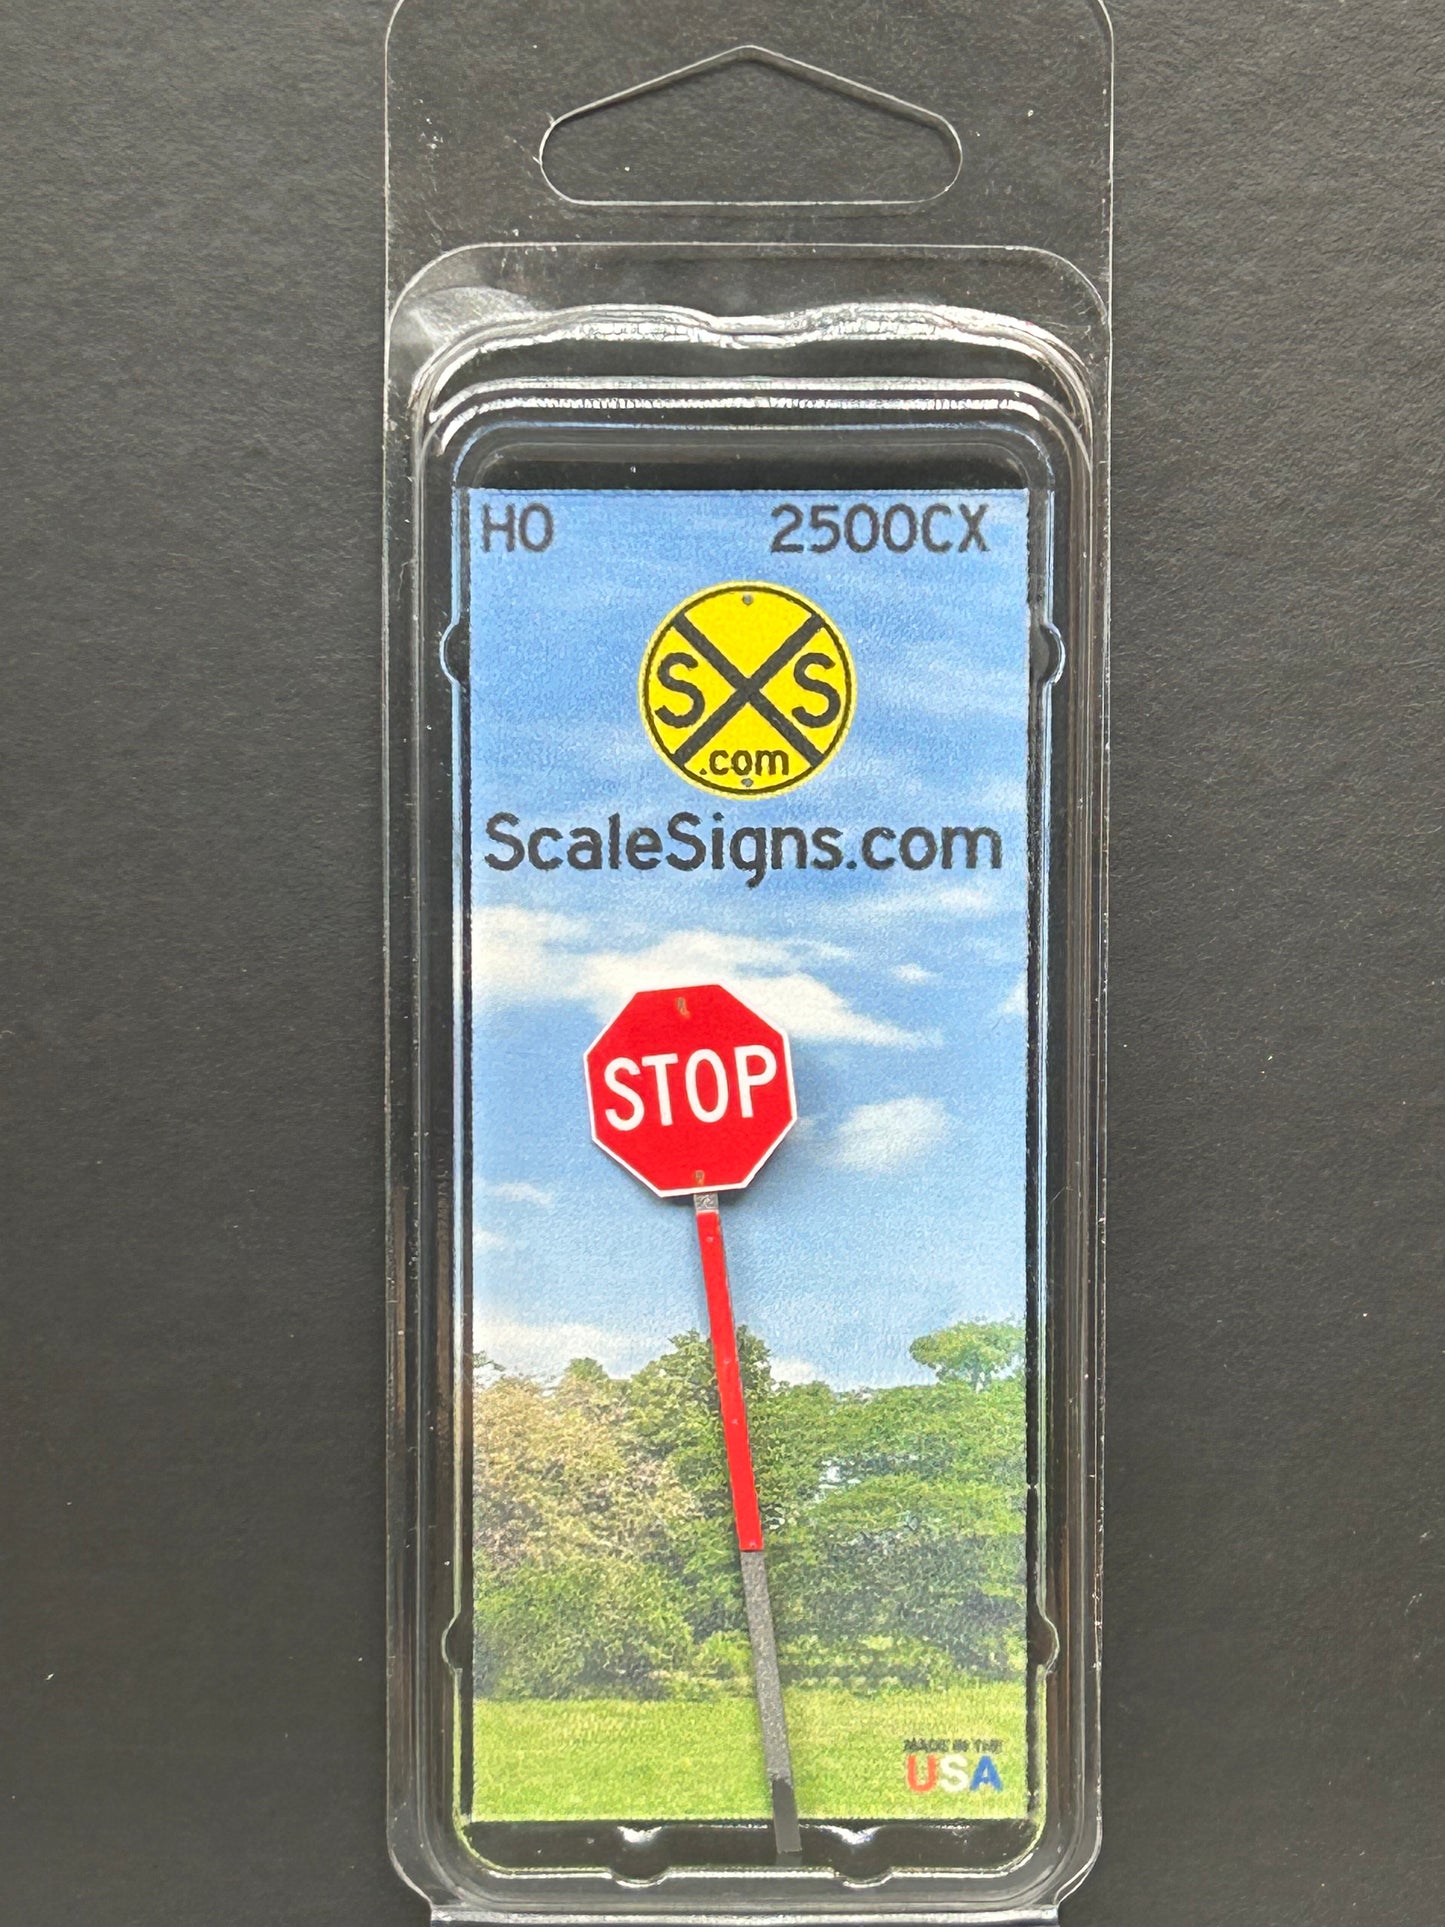 HO 2500CX
S S
.com
ScaleSigns.com
STOP
MADE IN THE
USA